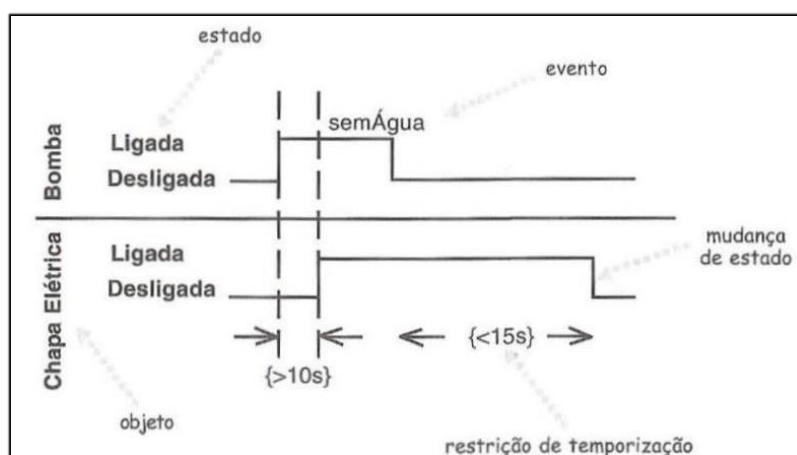 estado
evento
semÁgua
Bomba
Ligada
Desligada
Chapa Elétrica
Ligada
Desligada
mudança
de estado
{<15s}
{>10s}
objeto
restrição de temporização